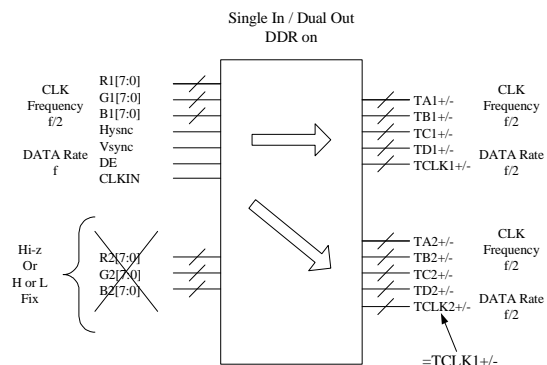 Single In / Dual Out
DDR on
CLK
Frequency
f/2
DATA Rate
f
R1[7:0]
G1[7:0]
B1[7:0]
Hysnc
Vsync
DE
CLKIN
TA1+/-
TB1+/-
TC1+/-
TD1+/-
TCLK1+/-
CLK
Frequency
f/2
DATA Rate
f/2
Hi-z
Or
H or L
Fix
R2[7:0]
G2[7:0]
B2[7:0]
TA2+/-
TB2+/-
TC2+/-
TD2+/-
TCLK2+/-
CLK
Frequency
f/2
DATA Rate
f/2
=TCLK1+/-